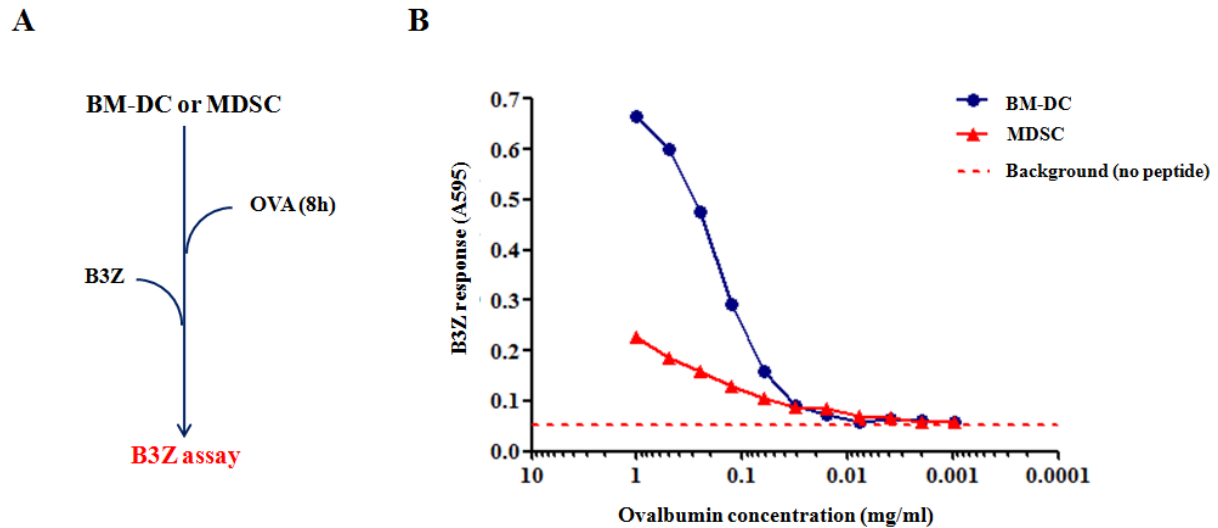 A
BM-DC or MDSC
OVA (8h)
B3Z
B3Z assay
B
0.7
0.6
0.5
0.4
0.3
0.2
0.1
0.0
B3Z response (A595)
10
1
0.1
0.01
0.001
0.0001
Ovalbumin concentration (mg/ml)
BM-DC
MDSC
Background (no peptide)